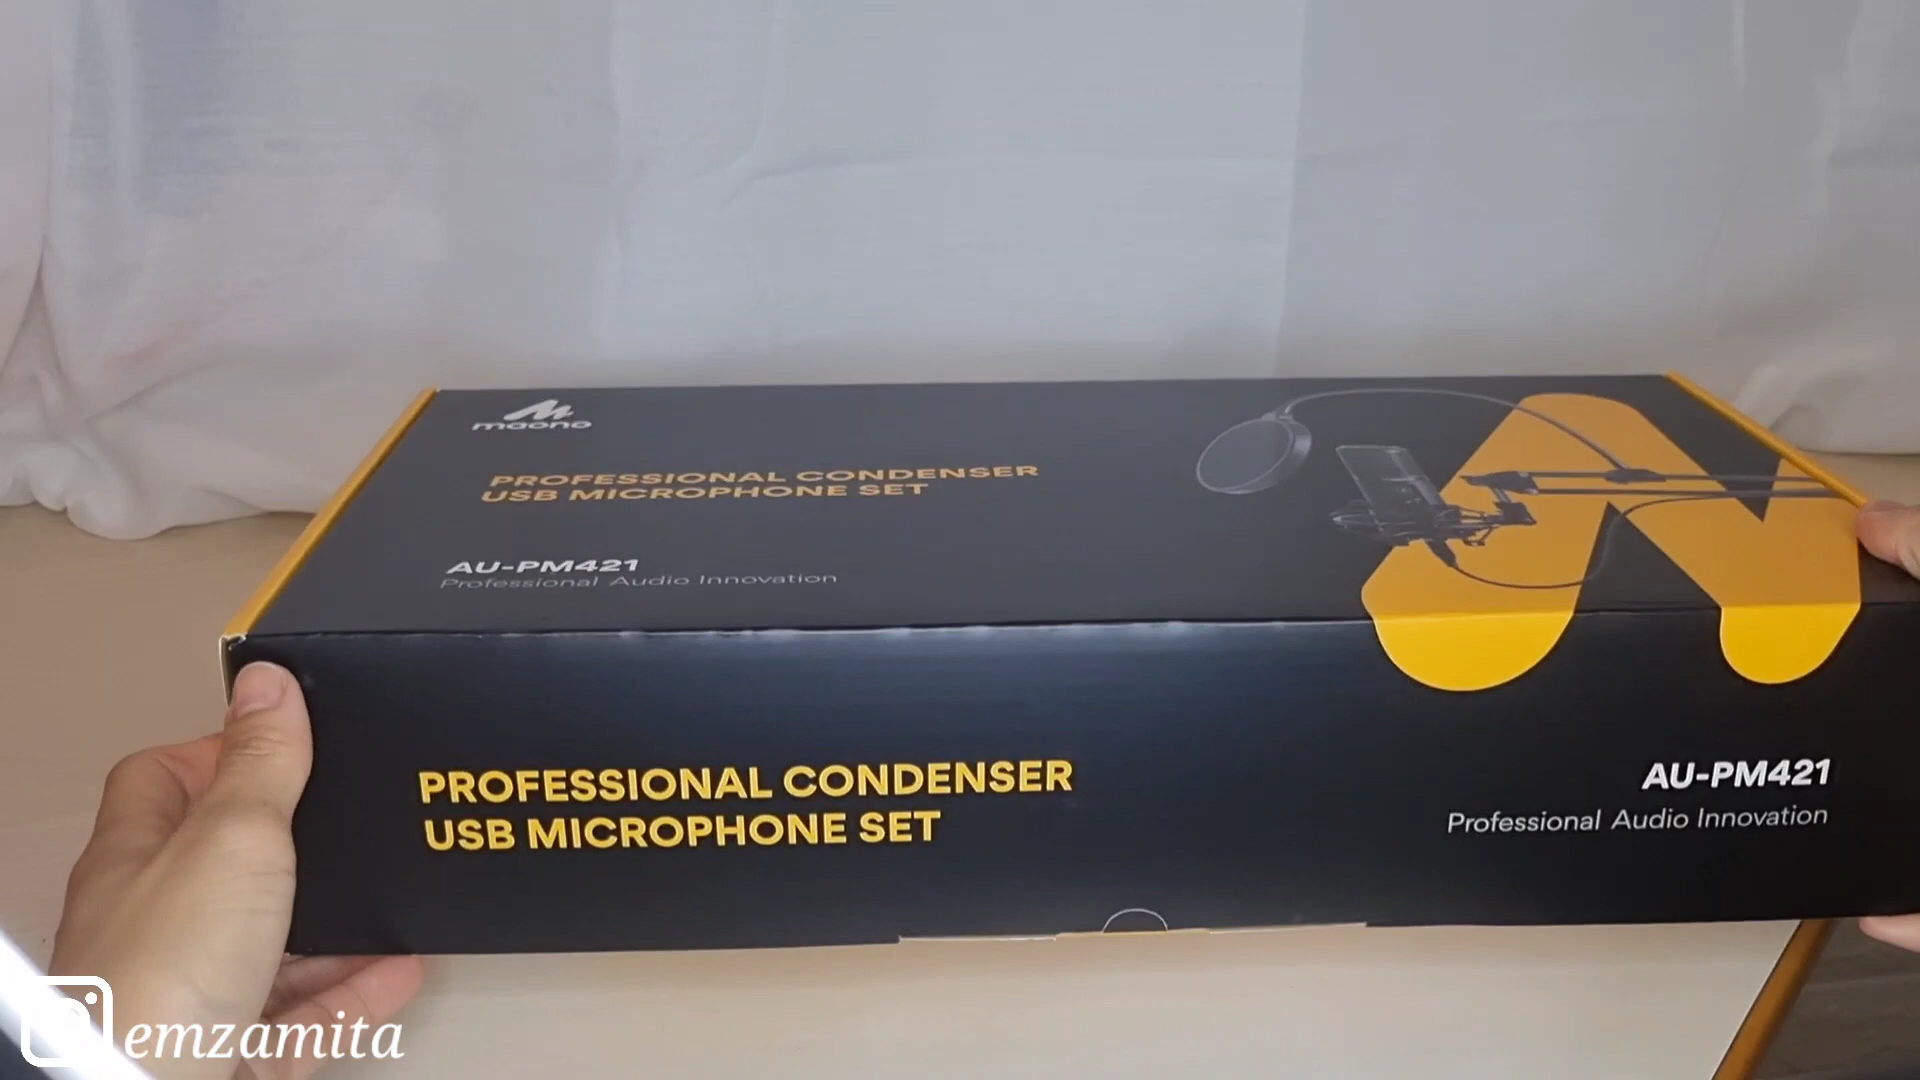 maono
PROFESSIONAL CONDENSER
USB MICROPHONE SET
AU-PM421
Professional Audio Innovation
PROFESSIONAL CONDENSER
USB MICROPHONE SET
AU-PM421
Professional Audio Innovation
emzamita